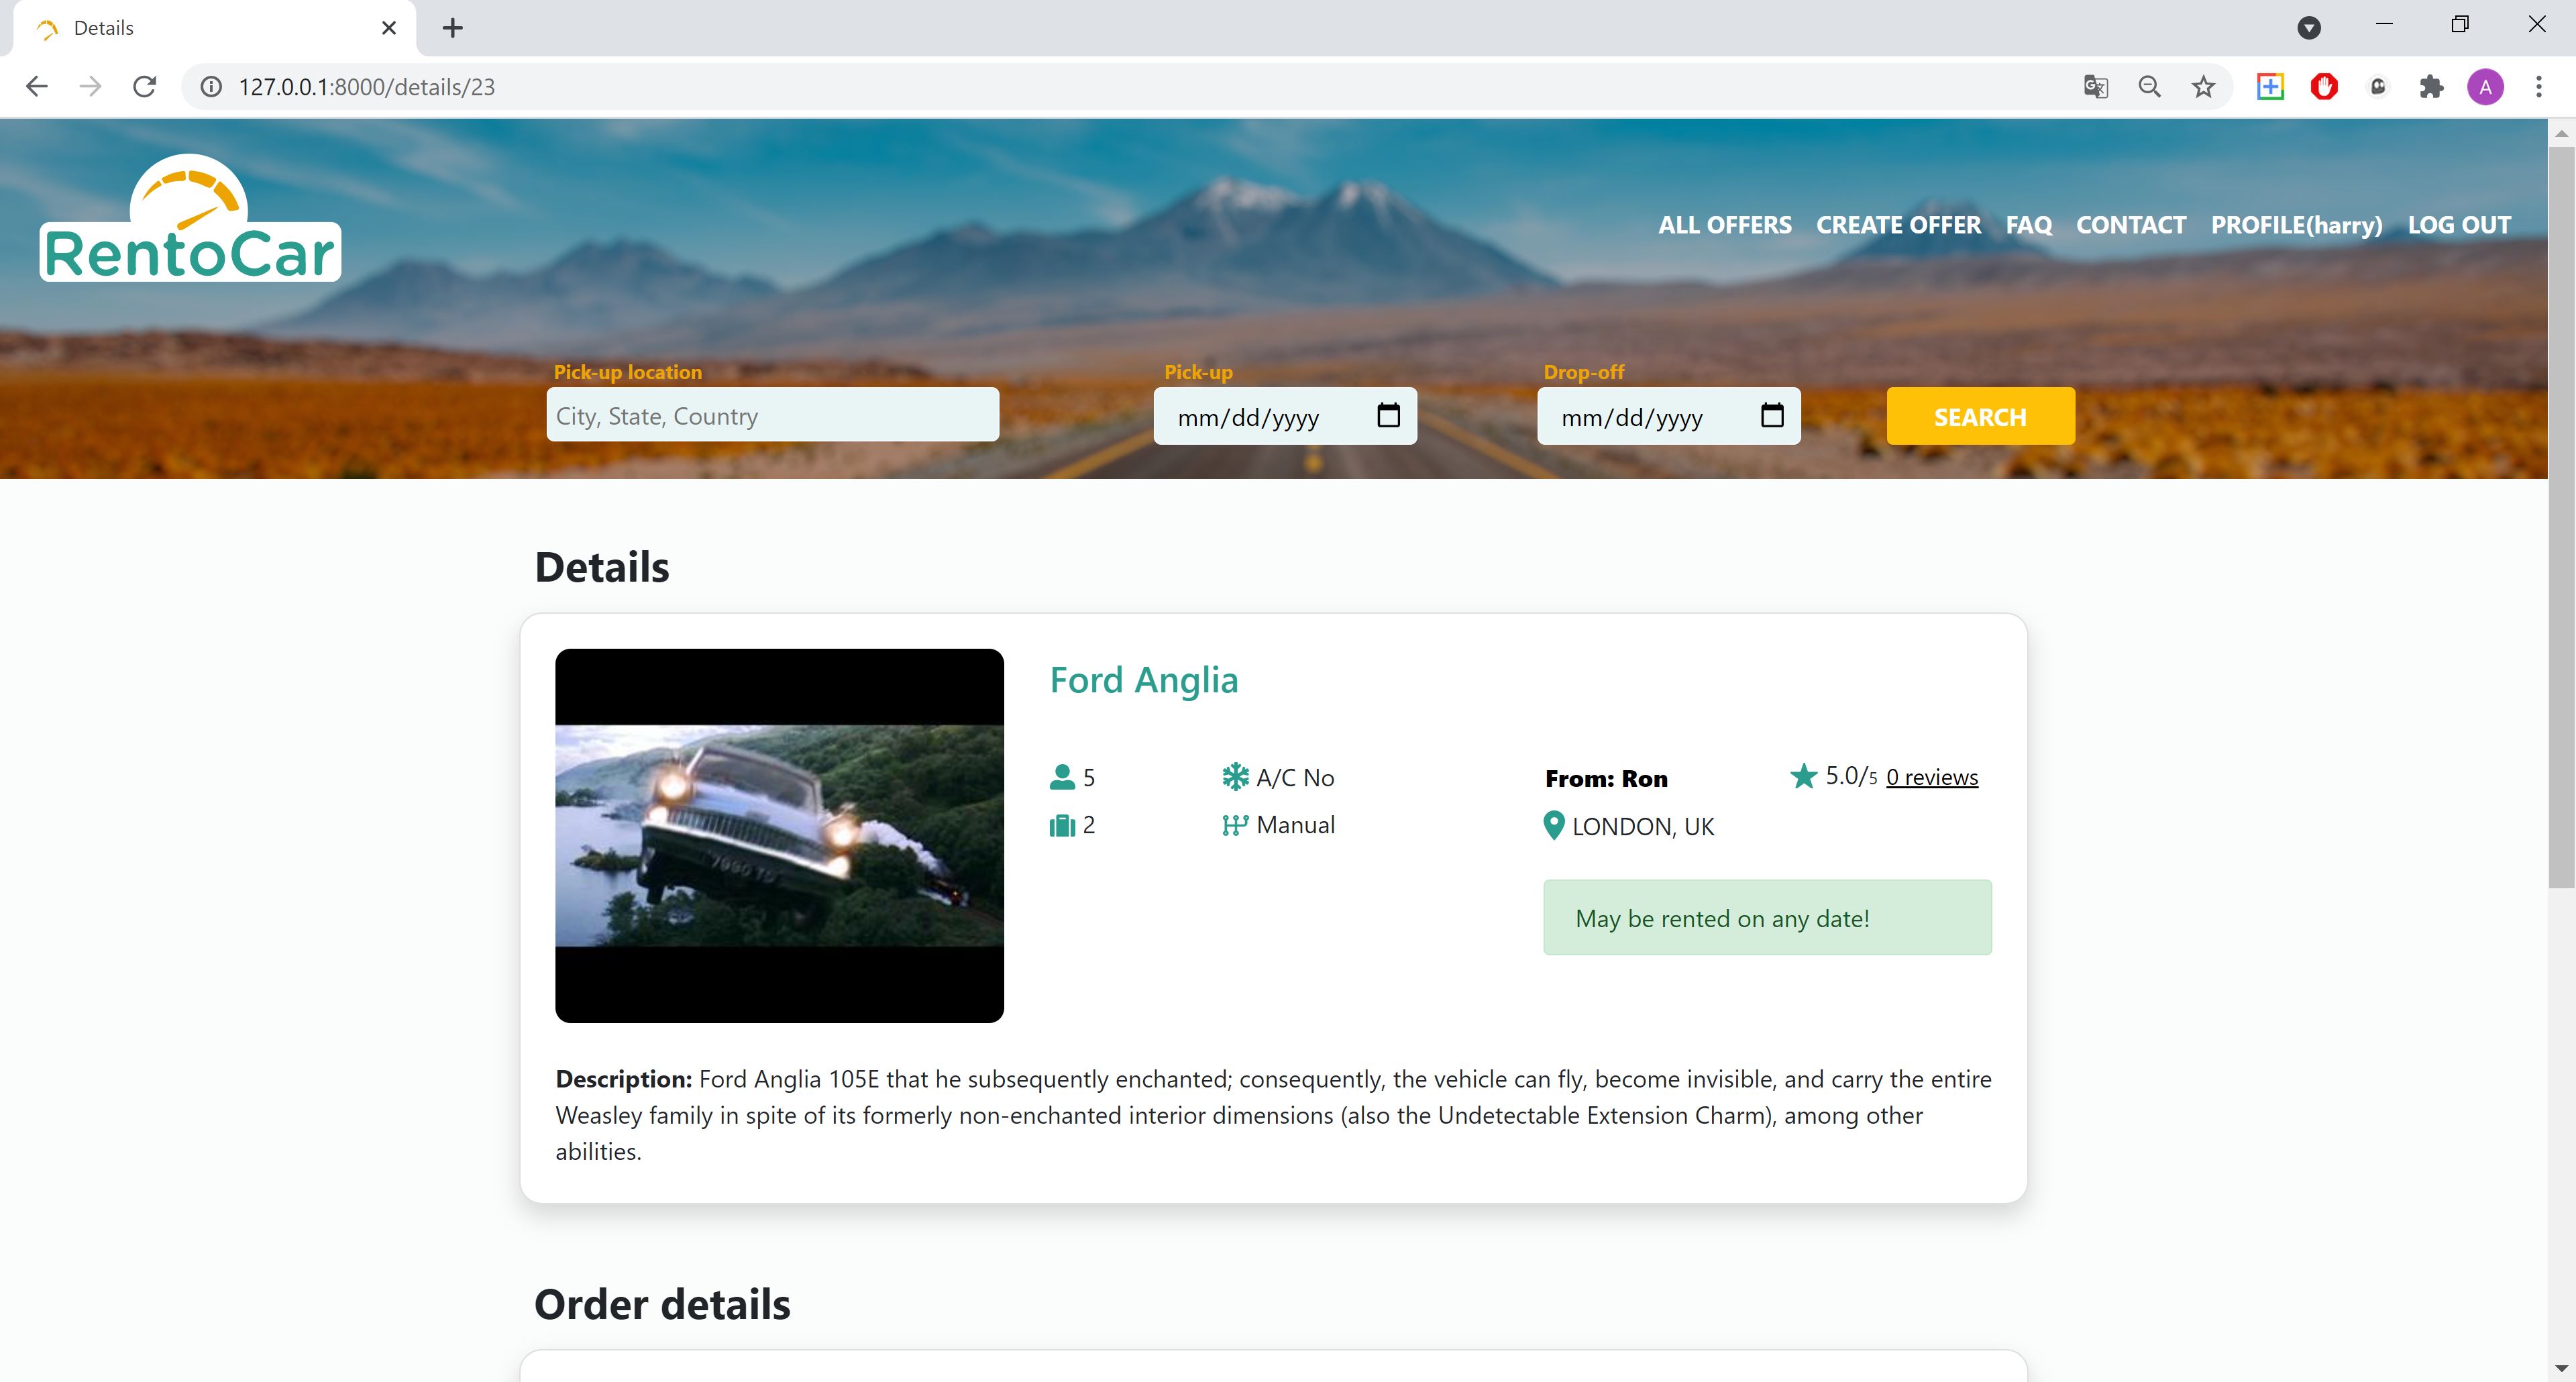 Details
127.0.0.1:8000/details/23
A
RentoCar
ALL OFFERS CREATE OFFER FAQ CONTACT PROFILE(harry) LOG OUT
Pick-up location Pick-up Drop-off
City, State, Country mm/dd/yyyy mm/dd/yyyy SEARCH
Details
Ford Anglia
5 A/C No From: Ron 5.0/5 0 reviews
2 Manual LONDON, UK
May be rented on any date!
Description: Ford Anglia 105E that he subsequently enchanted; consequently, the vehicle can fly, become invisible, and carry the entire
Weasley family in spite of its formerly non-enchanted interior dimensions (also the Undetectable Extension Charm), among other
abilities.
Order details